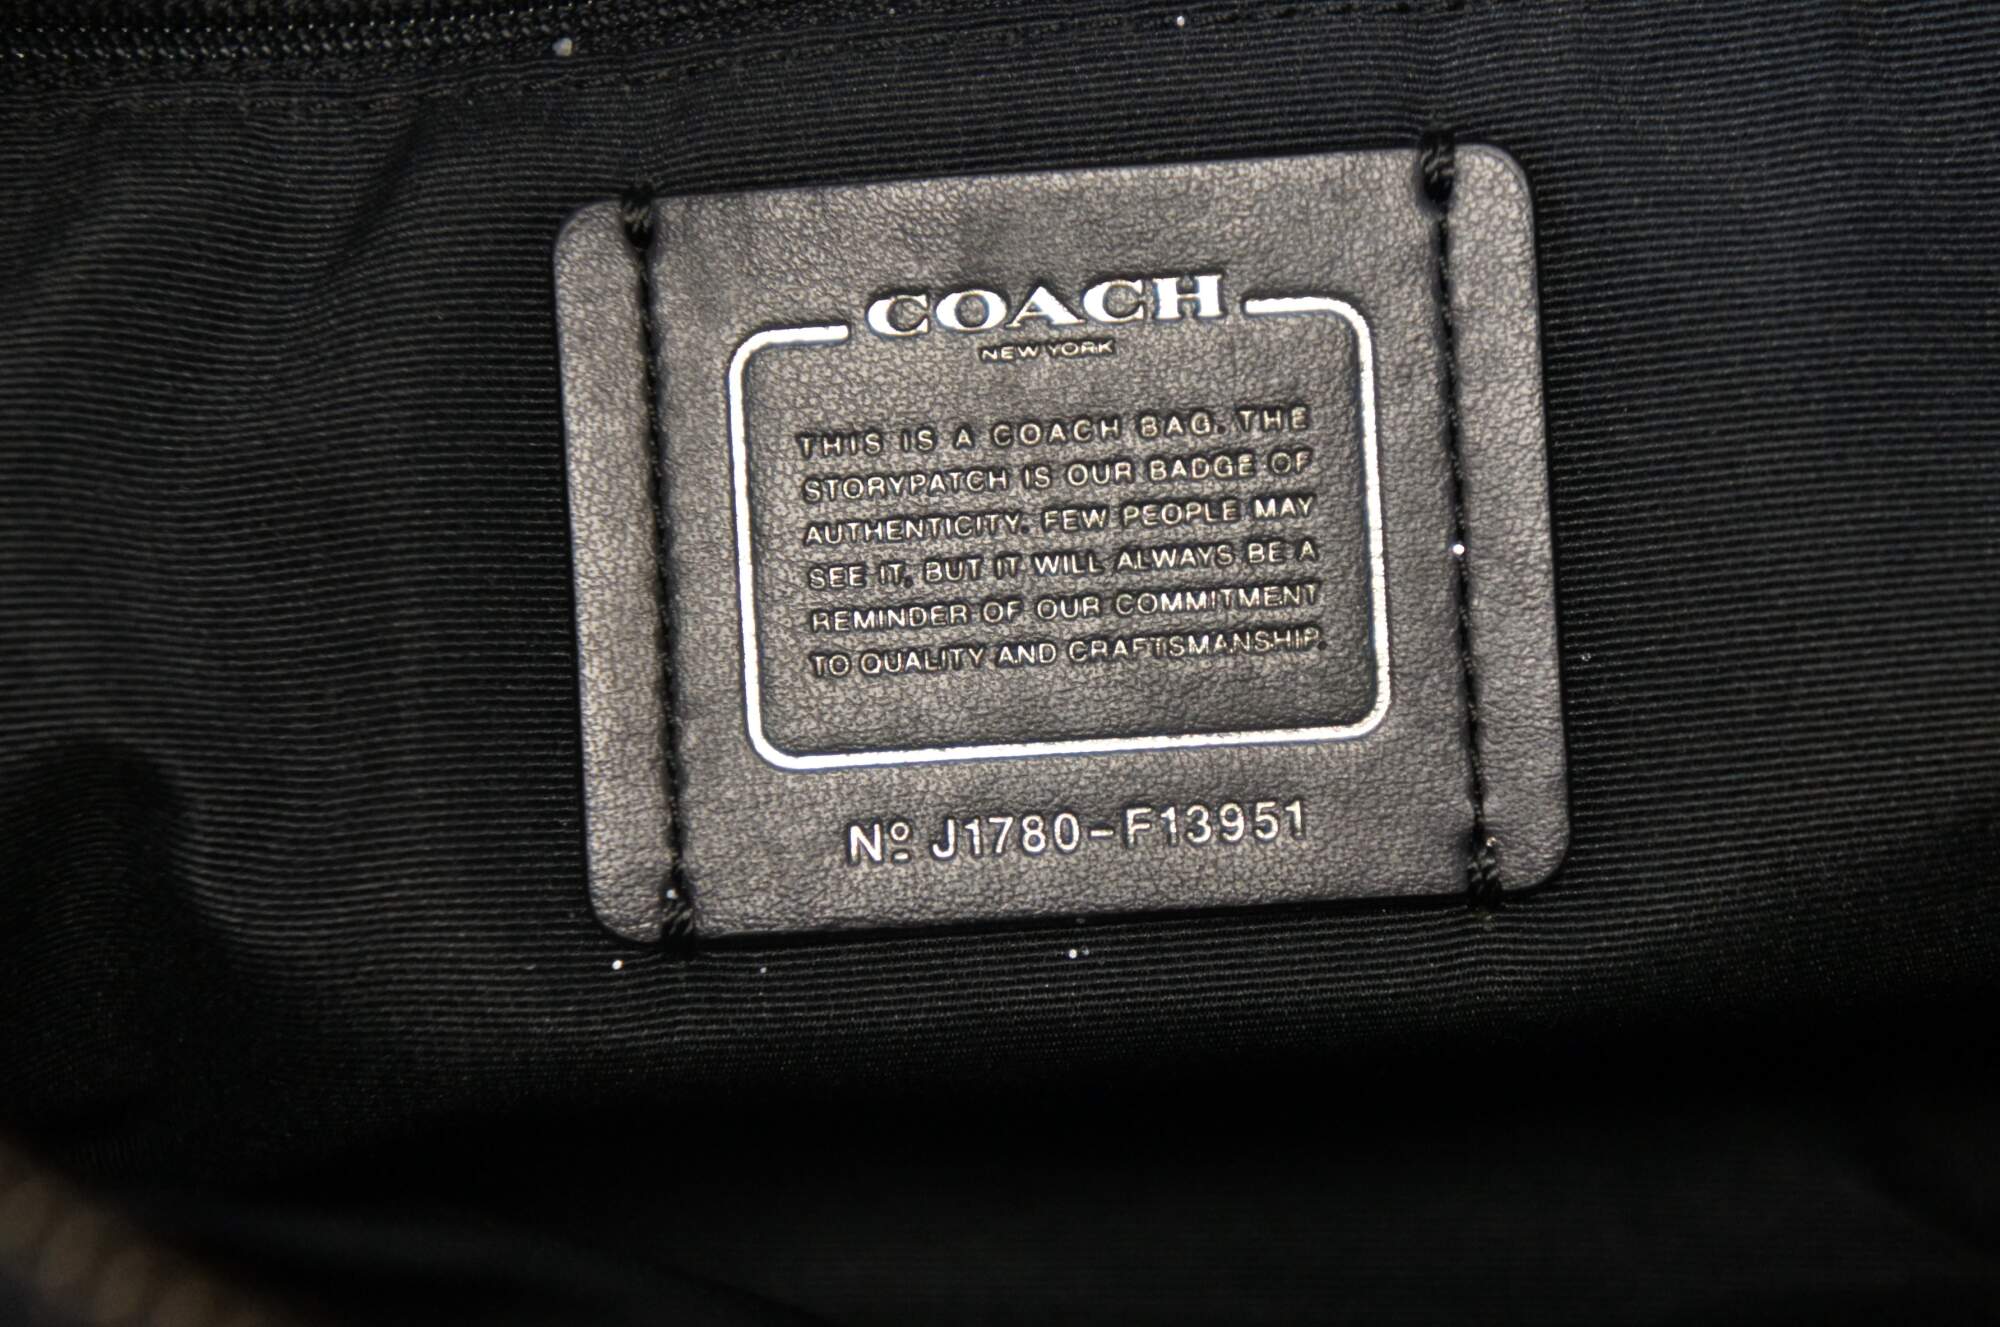 COACH
NEW YORK
THIS IS A COACH BAG. THE
STORYPATCH IS OUR BADGE OF
AUTHENTICITY. FEW PEOPLE MAY
SEE IT, BUT IT WILL ALWAYS BE A
REMINDER OF OUR COMMITMENT
TO QUALITY AND CRAFTSMANSHIP.
Nº J1780-F13951